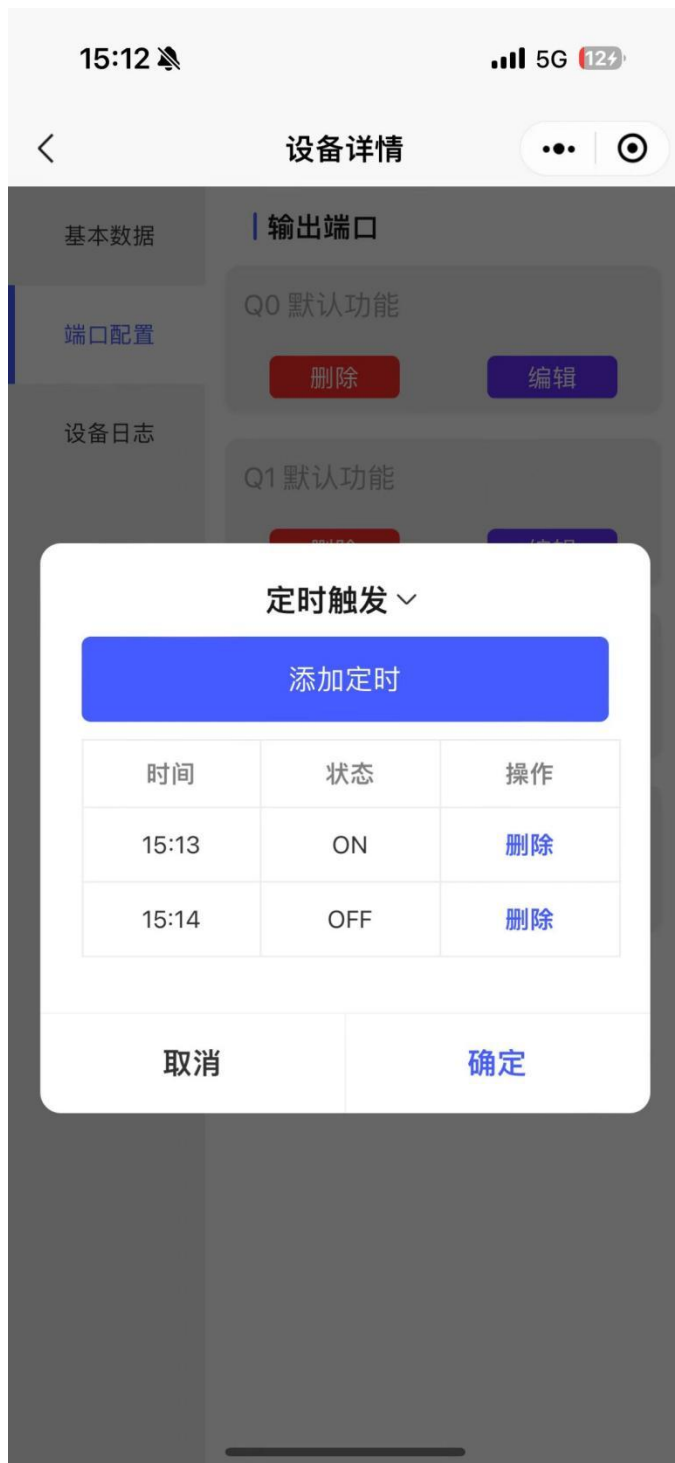 15:12
5G 12
设备详情
基本数据
端口配置
设备日志
输出端口
Q0 默认功能
删除 编辑
Q1 默认功能
定时触发
添加定时
时间 状态 操作
15:13 ON 删除
15:14 OFF 删除
取消 确定